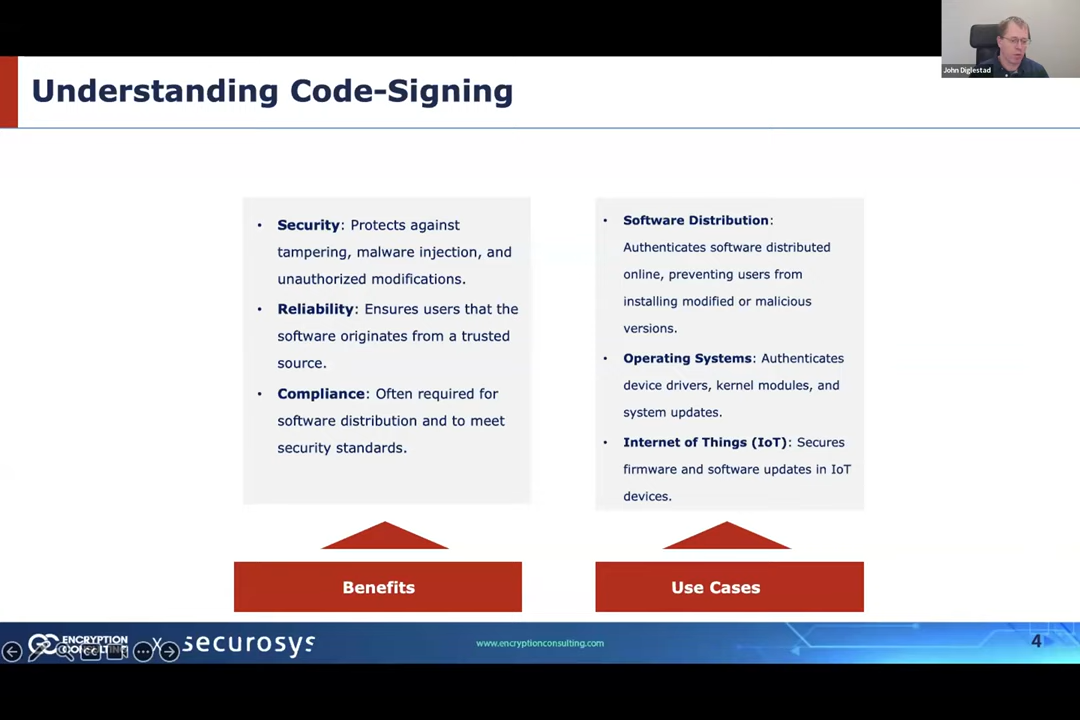 John Diglestad
Understanding Code-Signing
• Security: Protects against
tampering, malware injection, and
unauthorized modifications.
• Reliability: Ensures users that the
software originates from a trusted
source.
• Compliance: Often required for
software distribution and to meet
security standards.
• Software Distribution:
Authenticates software distributed
online, preventing users from
installing modified or malicious
versions.
• Operating Systems: Authenticates
device drivers, kernel modules, and
system updates.
• Internet of Things (IoT): Secures
firmware and software updates in IoT
devices.
Benefits
Use Cases
ENCRYPTION
CONSULTING
X
securosys
www.encryptionconsulting.com
4